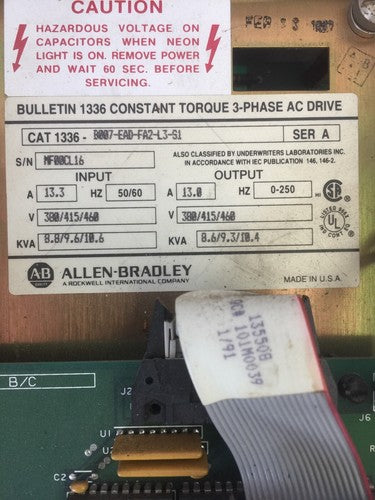 CAUTION
HAZARDOUS VOLTAGE ON
CAPACITORS WHEN NEON
LIGHT IS ON. REMOVE POWER
AND WAIT 60 SEC. BEFORE
SERVICING.
FEB
BULLETIN 1336 CONSTANT TORQUE 3-PHASE AC DRIVE
CAT 1336 - B007-EAD-FA2-L3-S1 SER A
S/N MF00CL16
ALSO CLASSIFIED BY UNDERWRITERS LABORATORIES INC.
IN ACCORDANCE WITH IEC PUBLICATION 146, 146-2.
INPUT OUTPUT
A 13.3 HZ 50/60 A 13.0 HZ 0-250
V 380/415/460 V 380/415/460
KVA 8.8/9.6/10.6 KVA 8.6/9.3/10.4
UL
AB ALLEN-BRADLEY
A ROCKWELL INTERNATIONAL COMPANY
MADE IN U.S.A.
13550B
101M0039
1/91
B/C
J2
J6
U1
C2